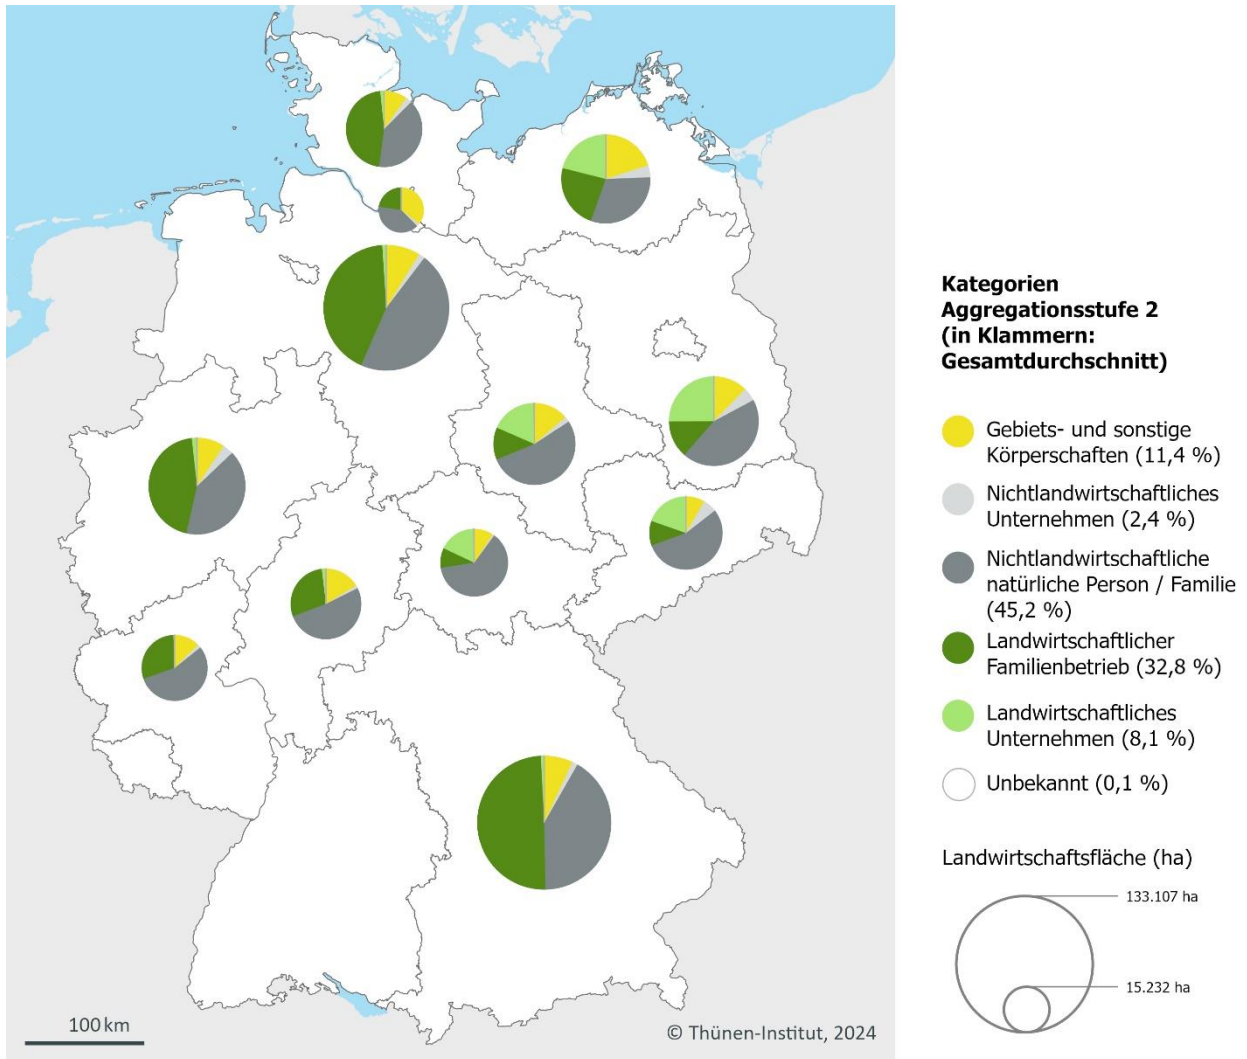 Kategorien
Aggregationsstufe 2
(in Klammern:
Gesamtdurchschnitt)
Gebiets- und sonstige
Körperschaften (11,4 %)
Nichtlandwirtschaftliches
Unternehmen (2,4 %)
Nichtlandwirtschaftliche
natürliche Person / Familie
(45,2 %)
Landwirtschaftlicher
Familienbetrieb (32,8 %)
Landwirtschaftliches
Unternehmen (8,1 %)
Unbekannt (0,1 %)
Landwirtschaftsfläche (ha)
133.107 ha
15.232 ha
100 km
© Thünen-Institut, 2024